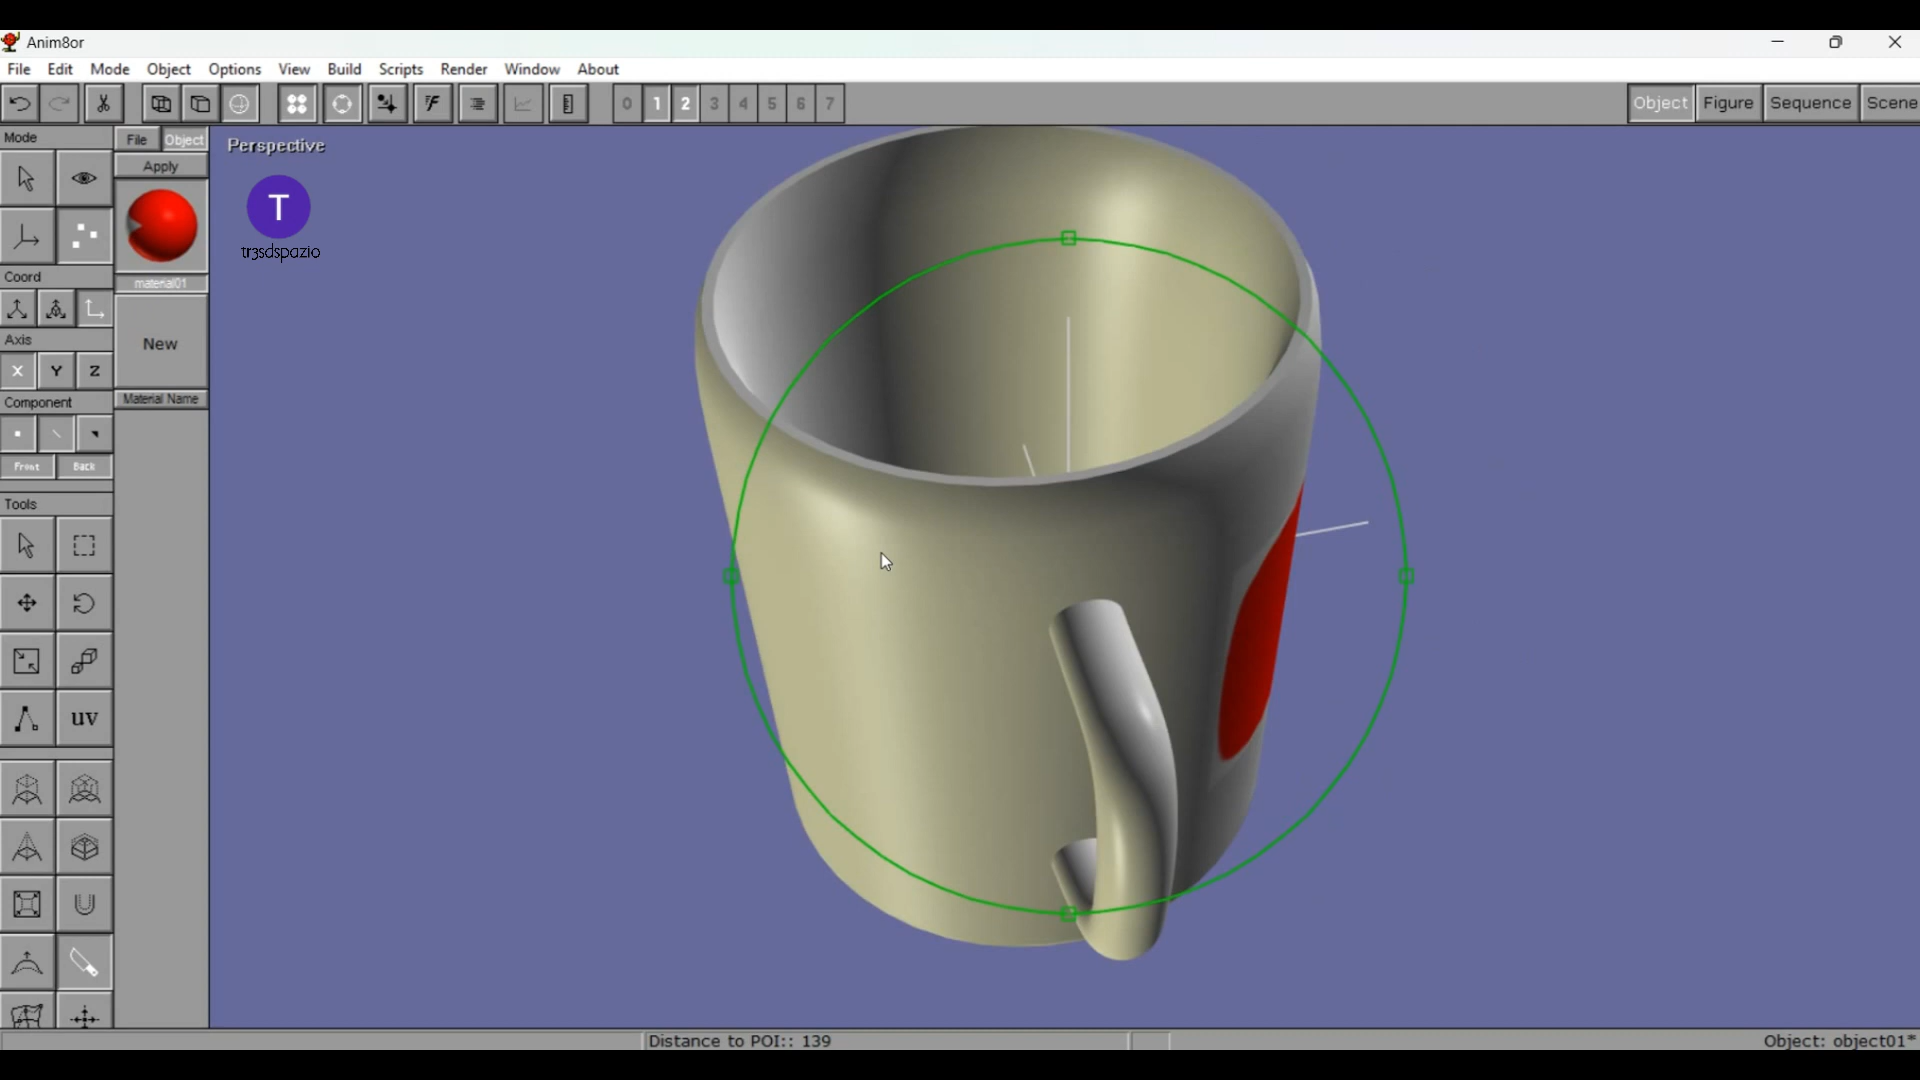 Anim8or
File Edit Mode Object Options View Build Scripts Render Window About
0 1 2 3 4 5 6 7
Object Figure Sequence Scene
Mode
File Object
Apply
material01
New
Material Name
Coord
Axis
X Y Z
Component
Front Back
Tools
uv
Perspective
T
tr3sdspazio
Distance to POI:: 139
Object: object01*